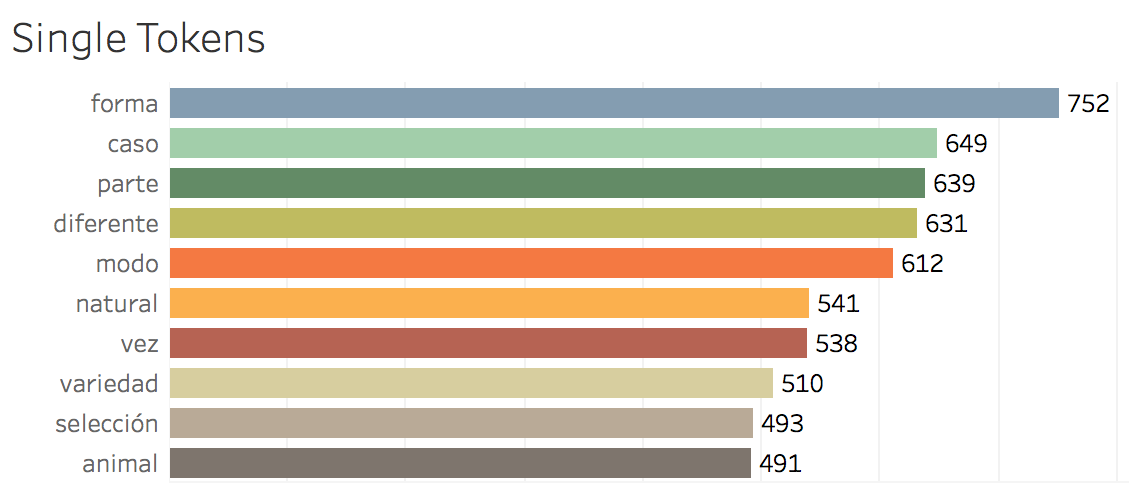 Single Tokens
forma 752
caso 649
parte 639
diferente 631
modo 612
natural 541
vez 538
variedad 510
selección 493
animal 491